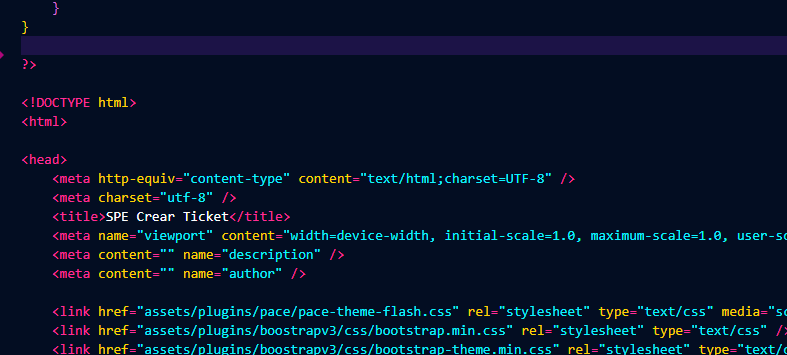 }
}
?>
<!DOCTYPE html>
<html>
<head>
<meta http-equiv="content-type" content="text/html;charset=UTF-8" />
<meta charset="utf-8" />
<title>SPE Crear Ticket</title>
<meta name="viewport" content="width=device-width, initial-scale=1.0, maximum-scale=1.0,
<meta content="" name="description" />
<meta content="" name="author" />
<link href="assets/plugins/pace/pace-theme-flash.css" rel="stylesheet" type="text/css" media="sc
<link href="assets/plugins/boostrapv3/css/bootstrap.min.css" rel="stylesheet" type="text/css" />
<link href="assets/plugins/boostrapv3/css/bootstrap-theme.min.css" rel="stylesheet"